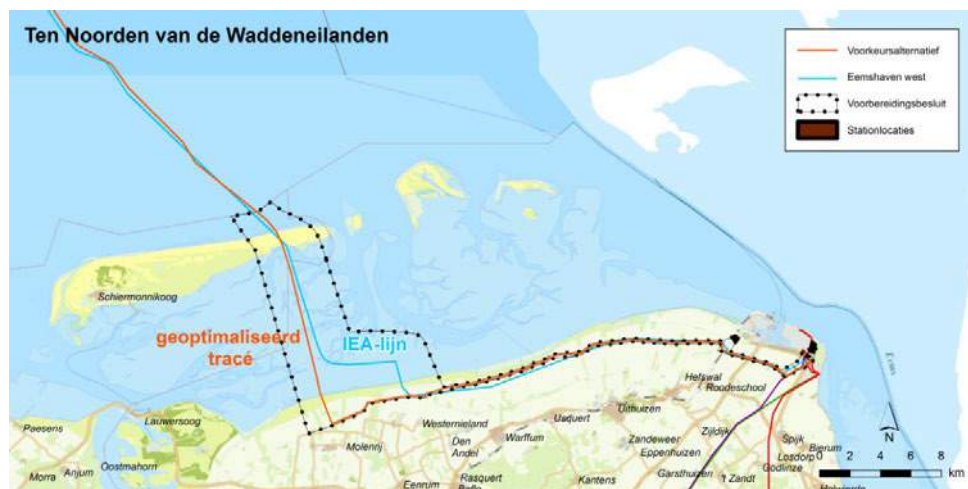 Ten Noorden van de Waddeneilanden
Voorkeursalternatief
Eemshaven west
Voorbereidingsbesluit
Stationlocaties
Schiermonnikoog
geoptimaliseerd
tracé
IEA-lijn
Eems
Hefswal
Roodeschool
Lauwersoog
Paesens
Westernieland
Usquert
Uithuizen
Molenrij
Den
Andel
Warffum
Zandeweer
Eppenhuizen
Zijldijk
Spijk
Bierum
Losdorp
Godlinze
Oostmahorn
Morra
Anjum
Eenrum
Rasquert
Kantens
Garsthuizen
't Zandt
N
0 2 4 6 8
km